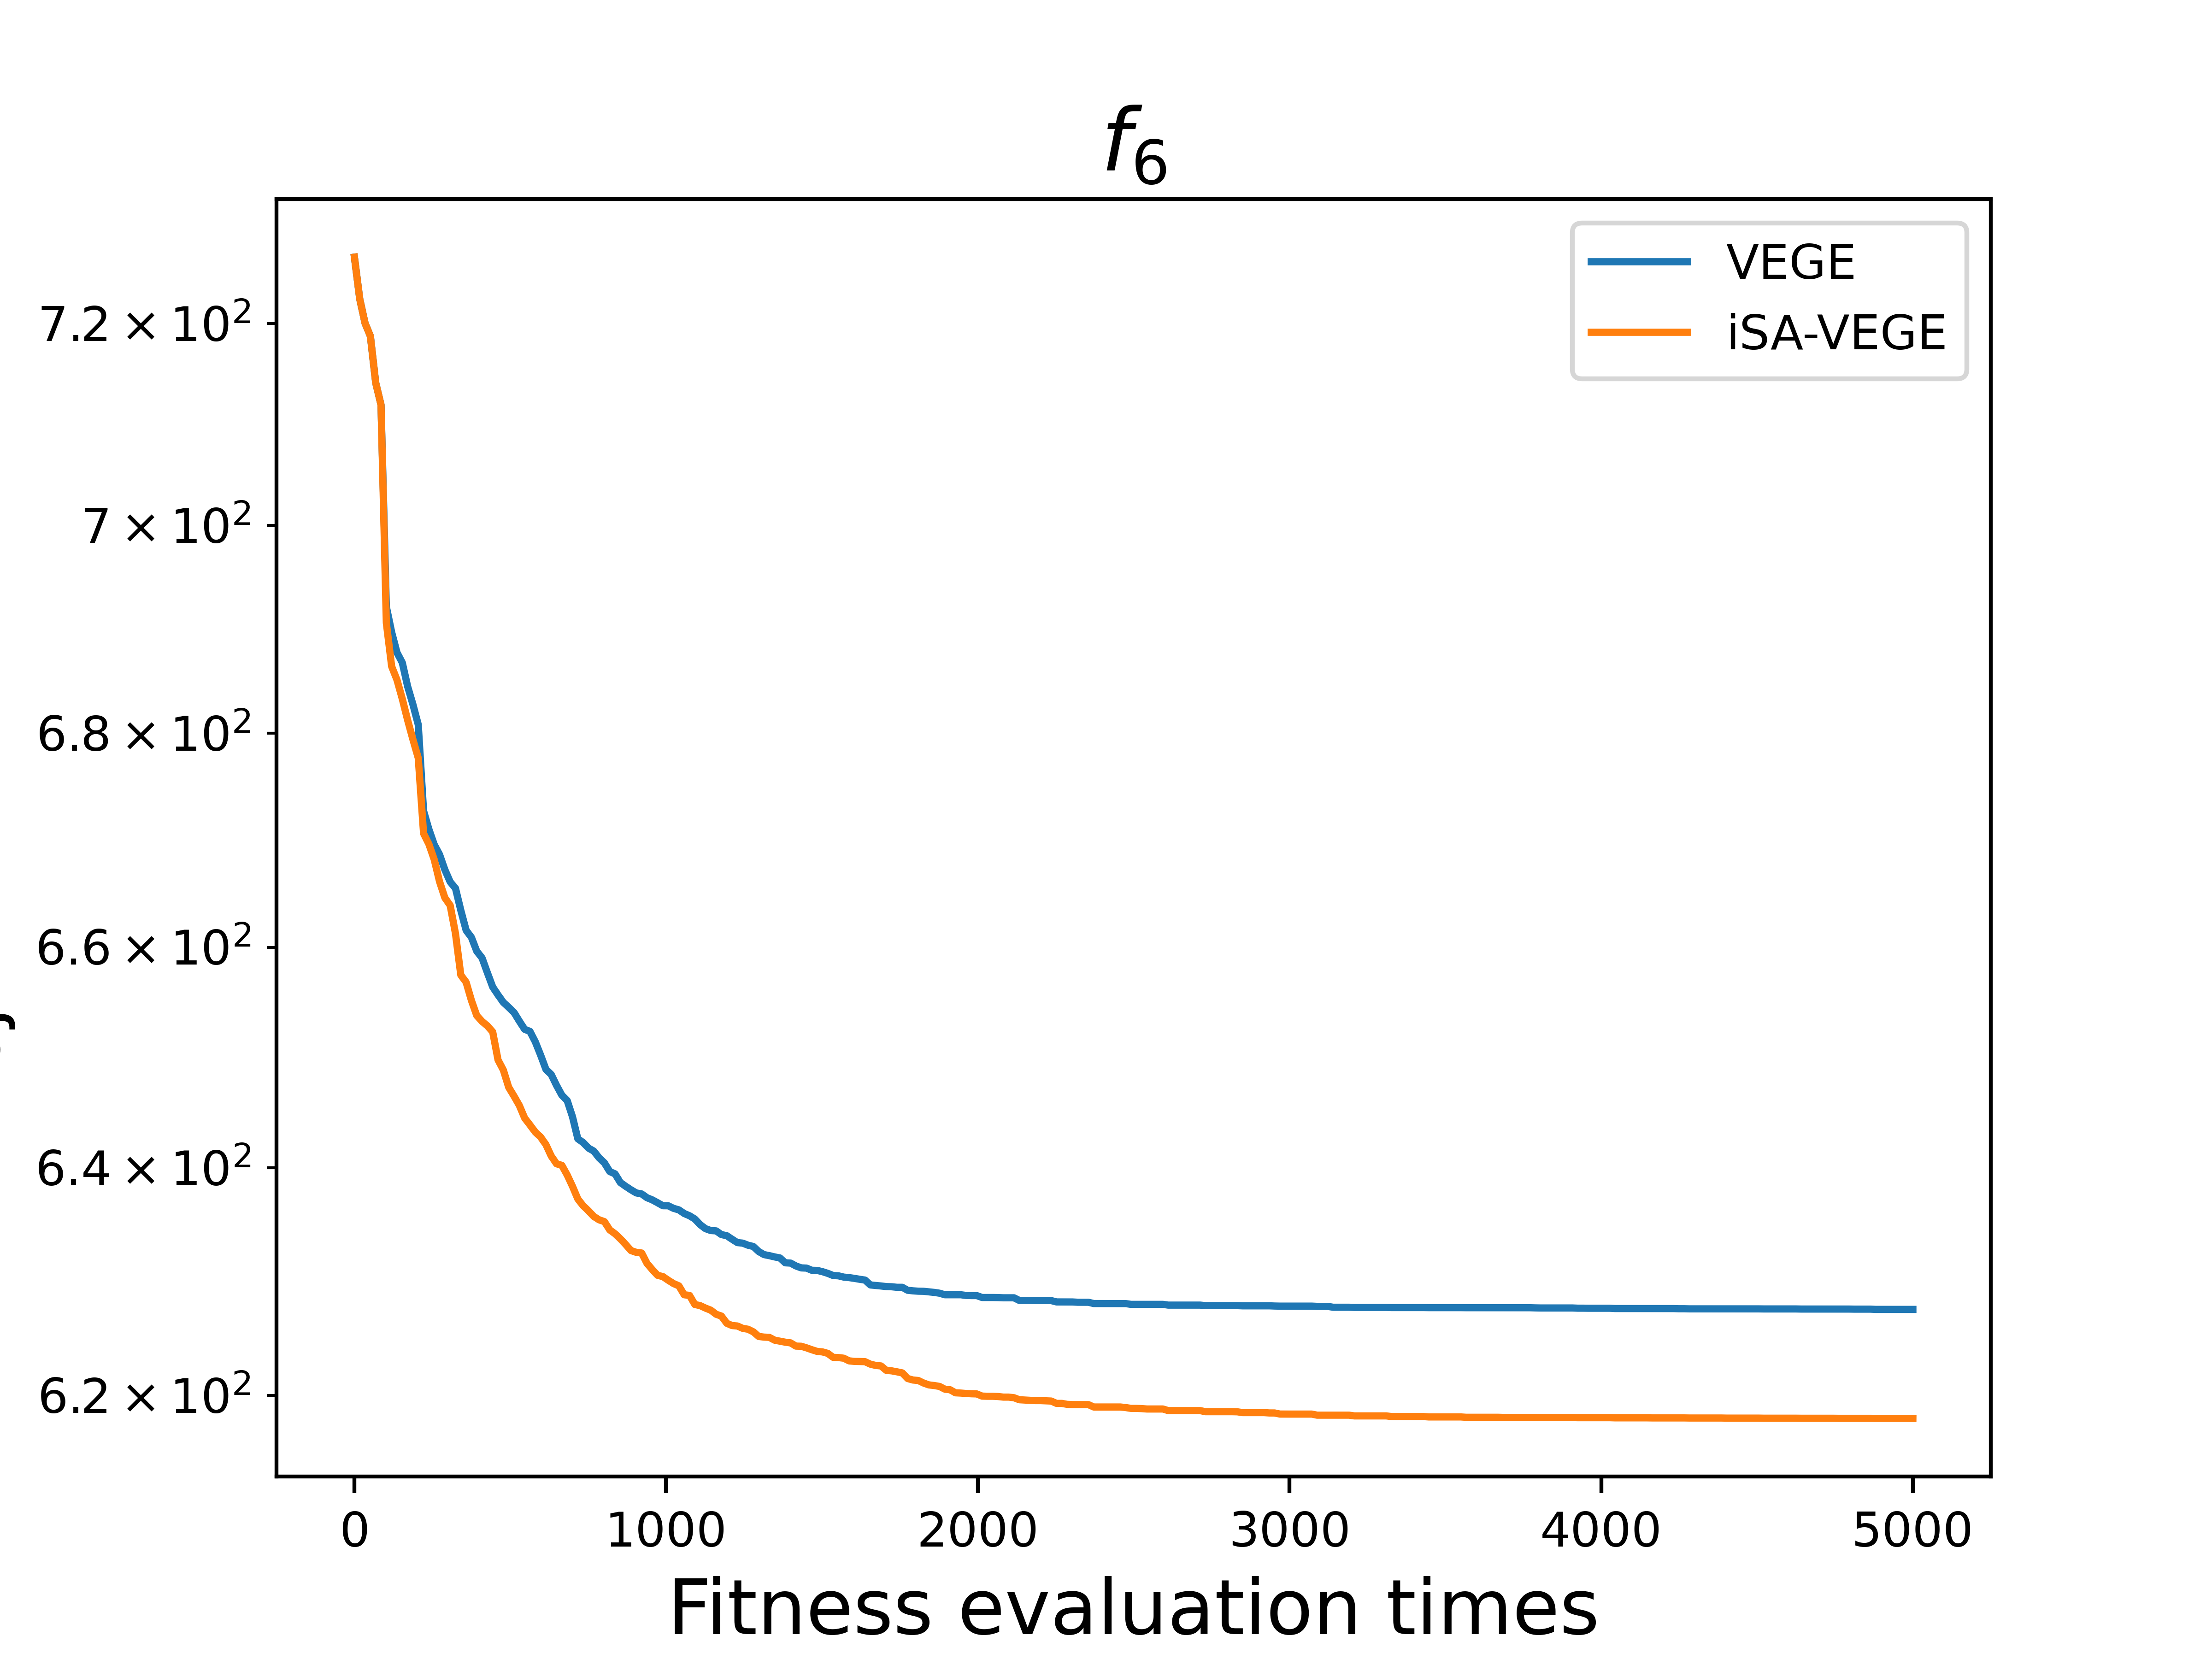 f₆
VEGE
iSA-VEGE
7.2 × 10²
7 × 10²
6.8 × 10²
6.6 × 10²
6.4 × 10²
6.2 × 10²
0 1000 2000 3000 4000 5000
Fitness evaluation times